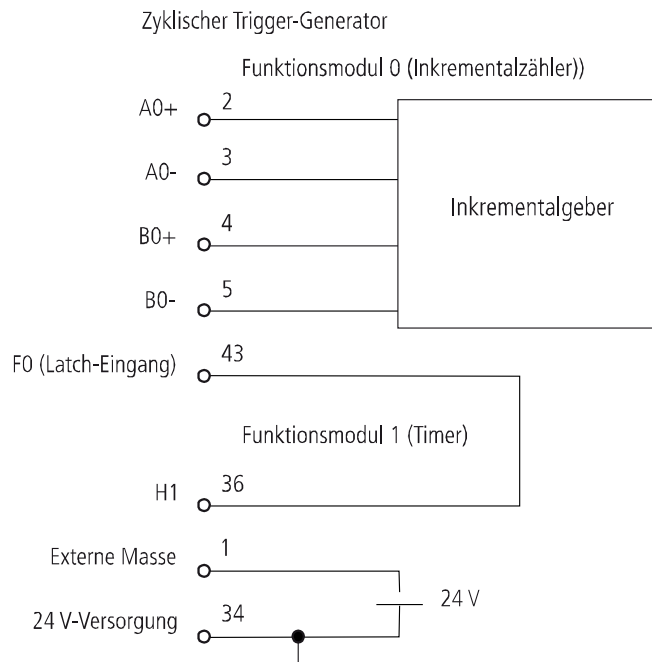 Zyklischer Trigger-Generator
Funktionsmodul 0 (Inkrementalzähler))
A0+ 2
A0- 3
B0+ 4
Inkrementalgeber
B0- 5
F0 (Latch-Eingang) 43
Funktionsmodul 1 (Timer)
H1 36
Externe Masse 1
24 V
24 V-Versorgung 34